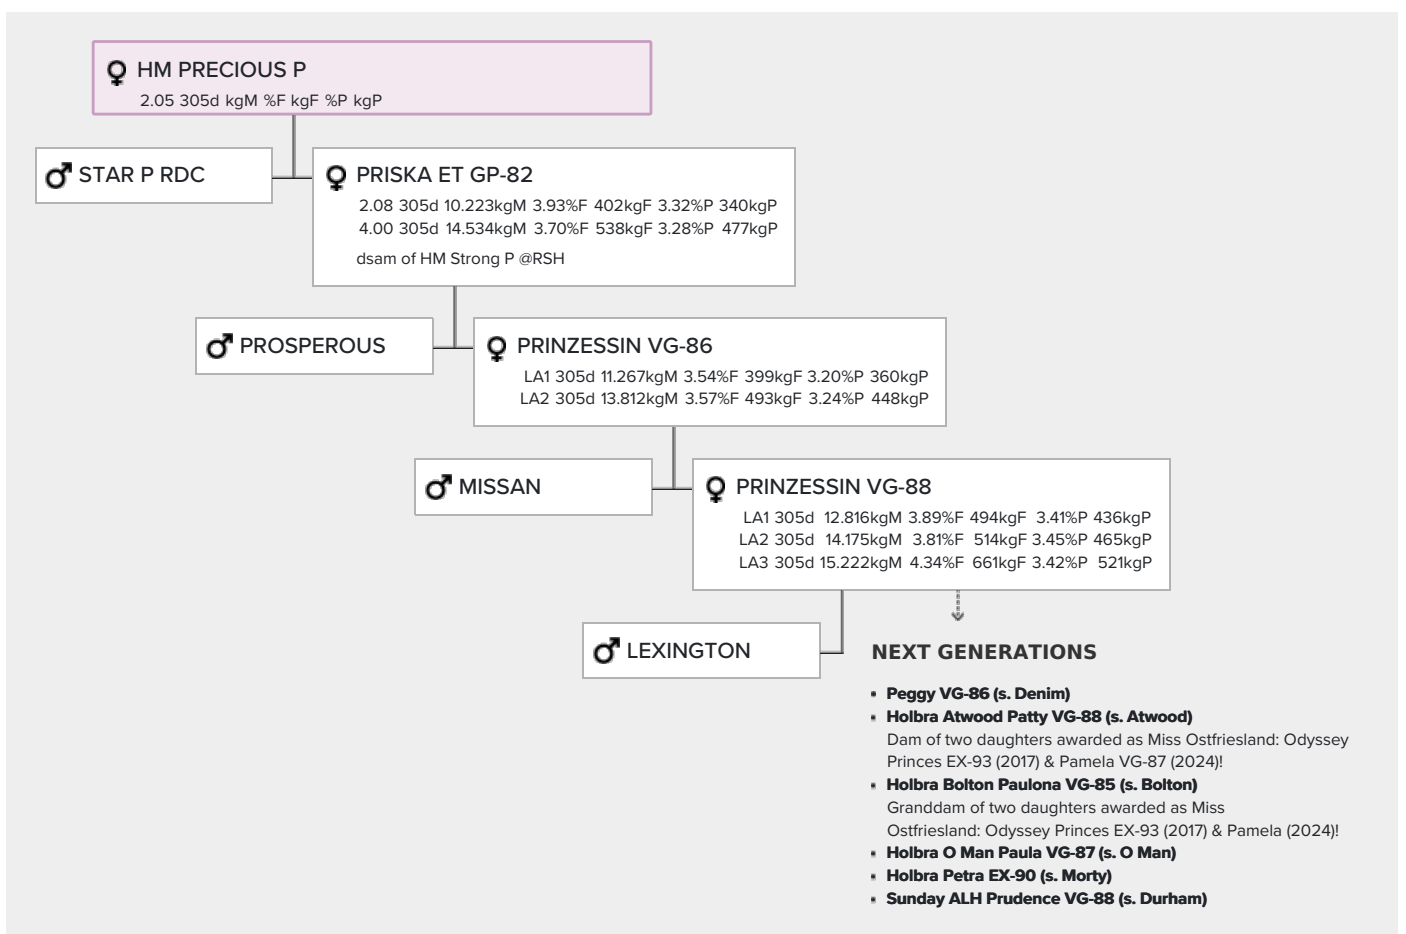 HM PRECIOUS P
2.05 305d kgM %F kgF %P kgP
STAR P RDC
PRISKA ET GP-82
2.08 305d 10.223kgM 3.93%F 402kgF 3.32%P 340kgP
4.00 305d 14.534kgM 3.70%F 538kgF 3.28%P 477kgP
dsam of HM Strong P @RSH
PROSPEROUS
PRINZESSIN VG-86
LA1 305d 11.267kgM 3.54%F 399kgF 3.20%P 360kgP
LA2 305d 13.812kgM 3.57%F 493kgF 3.24%P 448kgP
MISSAN
PRINZESSIN VG-88
LA1 305d 12.816kgM 3.89%F 494kgF 3.41%P 436kgP
LA2 305d 14.175kgM 3.81%F 514kgF 3.45%P 465kgP
LA3 305d 15.222kgM 4.34%F 661kgF 3.42%P 521kgP
LEXINGTON
NEXT GENERATIONS
Peggy VG-86 (s. Denim)
Holbra Atwood Patty VG-88 (s. Atwood)
Dam of two daughters awarded as Miss Ostfriesland: Odyssey
Princes EX-93 (2017) & Pamela VG-87 (2024)!
Holbra Bolton Paulona VG-85 (s. Bolton)
Granddam of two daughters awarded as Miss
Ostfriesland: Odyssey Princes EX-93 (2017) & Pamela (2024)!
Holbra O Man Paula VG-87 (s. O Man)
Holbra Petra EX-90 (s. Morty)
Sunday ALH Prudence VG-88 (s. Durham)